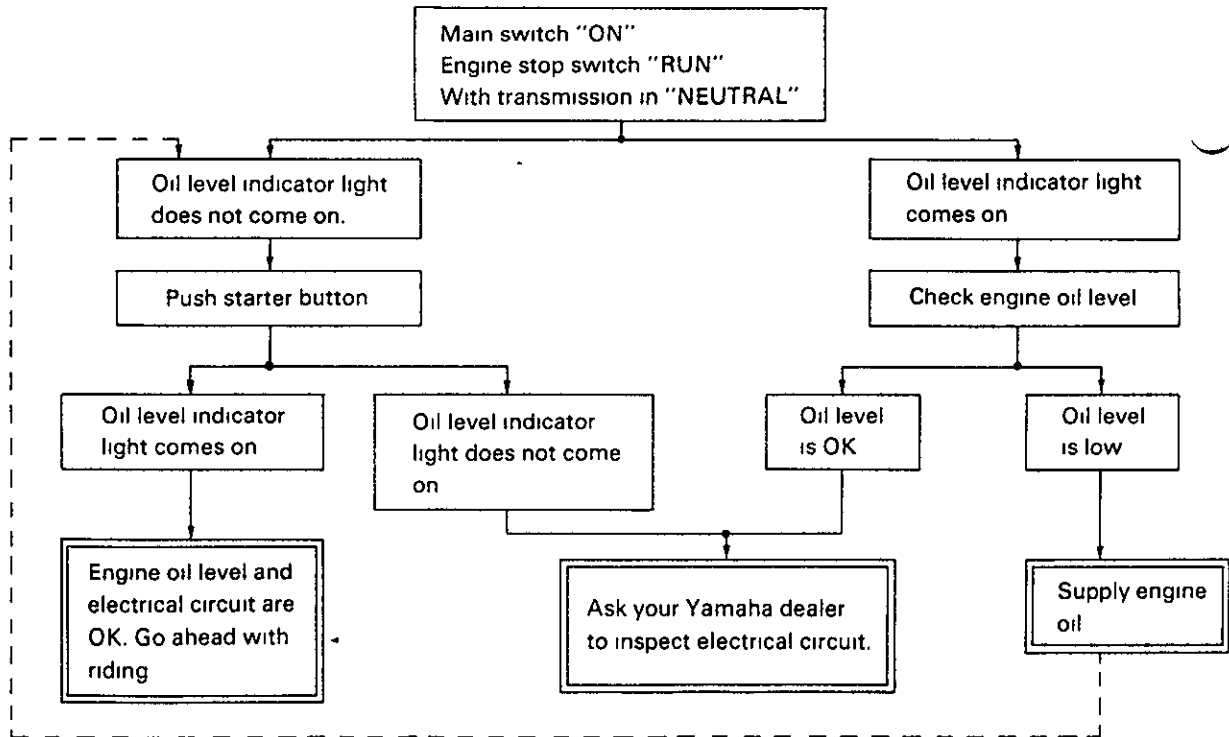 Main switch "ON"
Engine stop switch "RUN"
With transmission in "NEUTRAL"
Oil level indicator light
does not come on.
Oil level indicator light
comes on
Push starter button
Check engine oil level
Oil level indicator
light comes on
Oil level indicator
light does not come
on
Oil level
is OK
Oil level
is low
Engine oil level and
electrical circuit are
OK. Go ahead with
riding
Ask your Yamaha dealer
to inspect electrical circuit.
Supply engine
oil